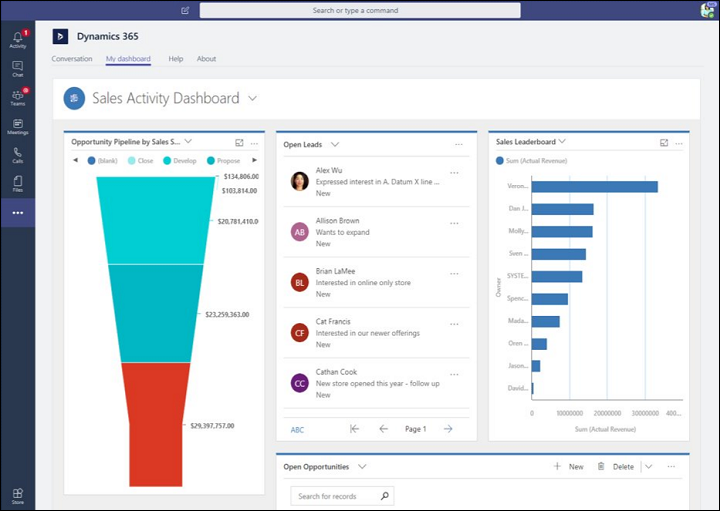 Search or type a command
Activity
1
Chat
Teams
Meetings
Calls
Files
Store
Dynamics 365
Conversation
My dashboard
Help
About
Sales Activity Dashboard
Opportunity Pipeline by Sales S...
(blank)
Close
Develop
Propose
$134,806.00
$103,814.00
$20,781,410.0
$23,259,363.00
$29,397,757.00
Open Leads
Alex Wu
Expressed interest in A. Datum X line ...
New
AB
Allison Brown
Wants to expand
New
BL
Brian LaMee
Interested in online only store
New
CF
Cat Francis
Interested in our newer offerings
New
CC
Cathan Cook
New store opened this year - follow up
New
ABC
Page 1
Sales Leaderboard
Sum (Actual Revenue)
Owner
Veron...
Dan J...
Molly...
Sven ...
SYSTE...
Spenc...
Mada...
Oren ...
Jason...
David...
0
10000000
20000000
30000000
400...
Sum (Actual Revenue)
Open Opportunities
New
Delete
Search for records